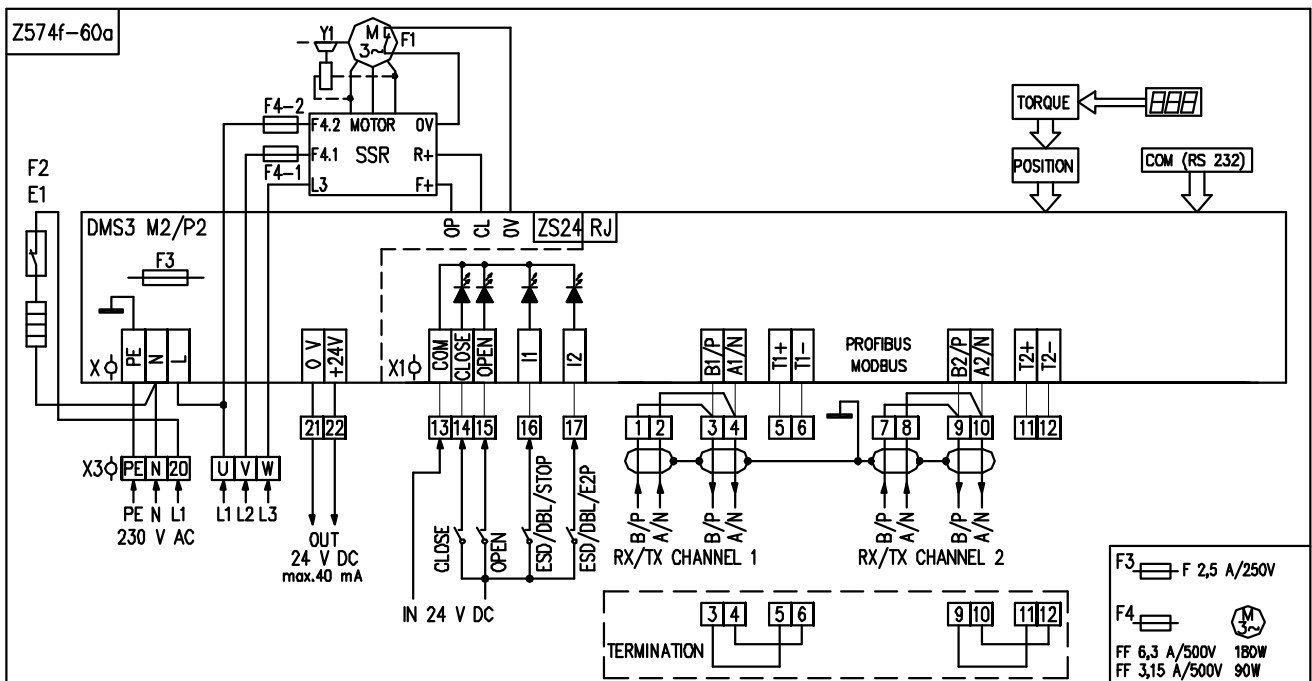 Z574f-60a
Y1
M
3~
F1
F4-2
F4.2 MOTOR 0V
F4.1 SSR R+
F4-1
L3 F+
F2
E1
TORQUE
POSITION
COM (RS 232)
DMS3 M2/P2
OP CL 0V
ZS24 RJ
F3
X PE N L
0 V +24V
X1 COM CLOSE OPEN I1 I2
B1/P A1/N T1+ T1-
PROFIBUS
MODBUS
B2/P A2/N T2+ T2-
21 22
13 14 15 16 17
1 2 3 4 5 6
7 8 9 10 11 12
X3 PE N 20 U V W
PE N L1 L1 L2 L3
230 V AC
OUT
24 V DC
max.40 mA
CLOSE OPEN ESD/DBL/STOP ESD/DBL/E2P
IN 24 V DC
B/P A/N B/P A/N
RX/TX CHANNEL 1
B/P A/N B/P A/N
RX/TX CHANNEL 2
TERMINATION
3 4 5 6 9 10 11 12
F3 F 2,5 A/250V
F4 M
3~
FF 6,3 A/500V 180W
FF 3,15 A/500V 90W